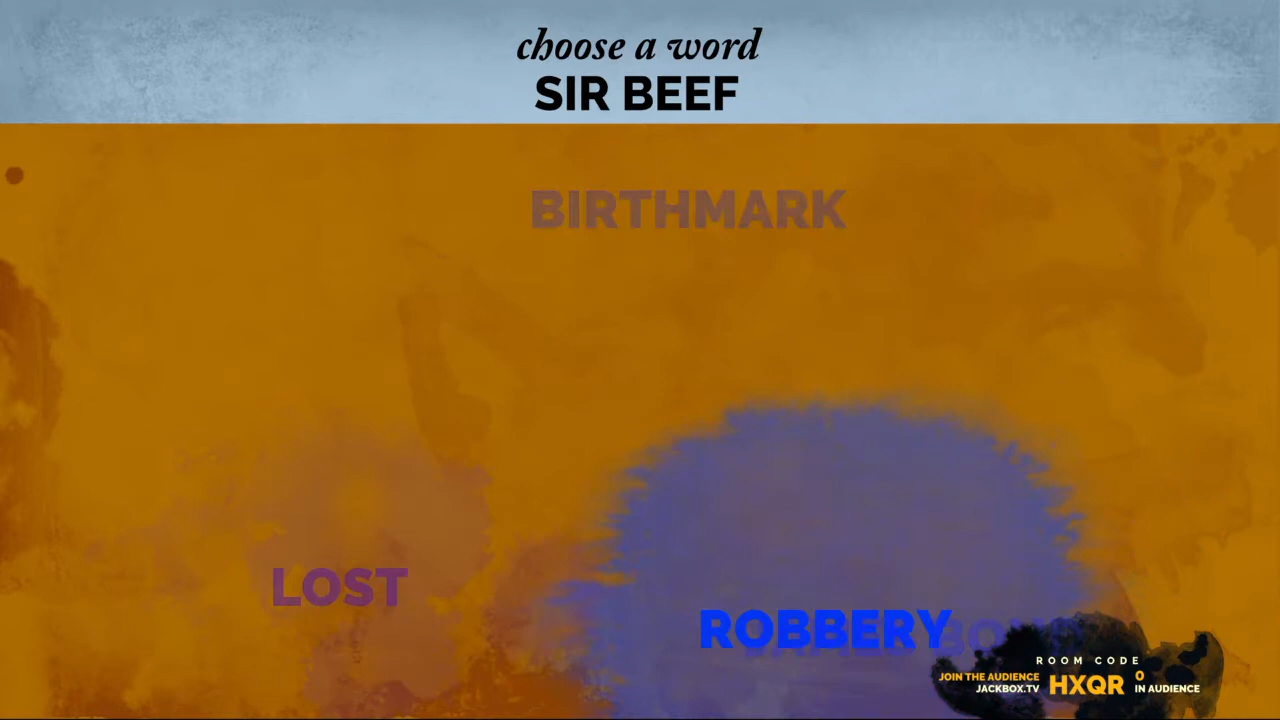 choose a word
SIR BEEF
BIRTHMARK
LOST
ROBBERY
ROOM CODE
JOIN THE AUDIENCE
JACKBOX.TV
HXQR
0
IN AUDIENCE